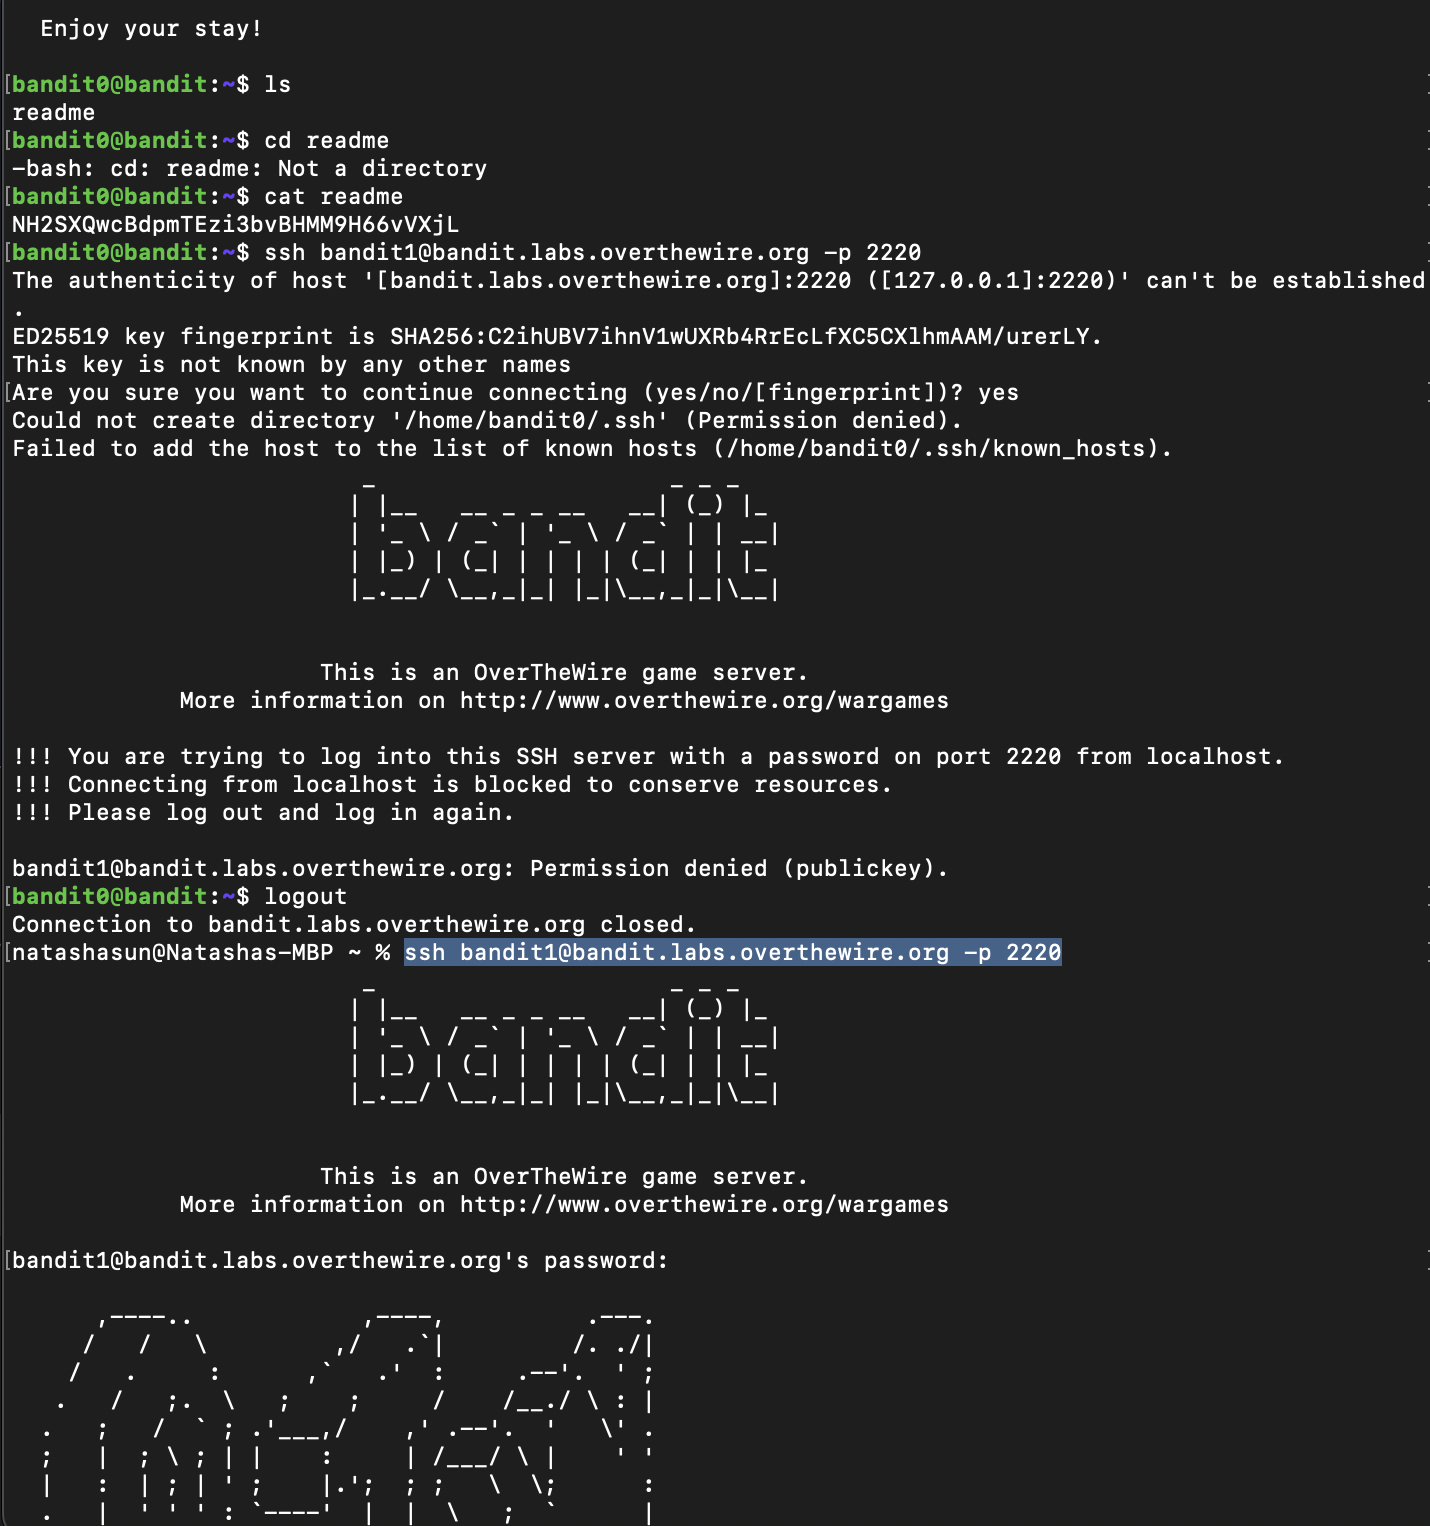 Enjoy your stay!
[bandit0@bandit:~$ ls
readme
[bandit0@bandit:~$ cd readme
-bash: cd: readme: Not a directory
[bandit0@bandit:~$ cat readme
NH2SXQwcBdpmTEzi3bvBHMM9H66vVXjL
[bandit0@bandit:~$ ssh bandit1@bandit.labs.overthewire.org -p 2220
The authenticity of host '[bandit.labs.overthewire.org]:2220 ([127.0.0.1]:2220)' can't be established
.
ED25519 key fingerprint is SHA256:C2ihUBV7ihnV1wUXRb4RrEcLfXC5CXlhmAAM/urerLY.
This key is not known by any other names
[Are you sure you want to continue connecting (yes/no/[fingerprint])? yes
Could not create directory '/home/bandit0/.ssh' (Permission denied).
Failed to add the host to the list of known hosts (/home/bandit0/.ssh/known_hosts).
bandit
This is an OverTheWire game server.
More information on http://www.overthewire.org/wargames
!!! You are trying to log into this SSH server with a password on port 2220 from localhost.
!!! Connecting from localhost is blocked to conserve resources.
!!! Please log out and log in again.
bandit1@bandit.labs.overthewire.org: Permission denied (publickey).
[bandit0@bandit:~$ logout
Connection to bandit.labs.overthewire.org closed.
[natashasun@Natashas-MBP ~ % ssh bandit1@bandit.labs.overthewire.org -p 2220
bandit
This is an OverTheWire game server.
More information on http://www.overthewire.org/wargames
[bandit1@bandit.labs.overthewire.org's password: